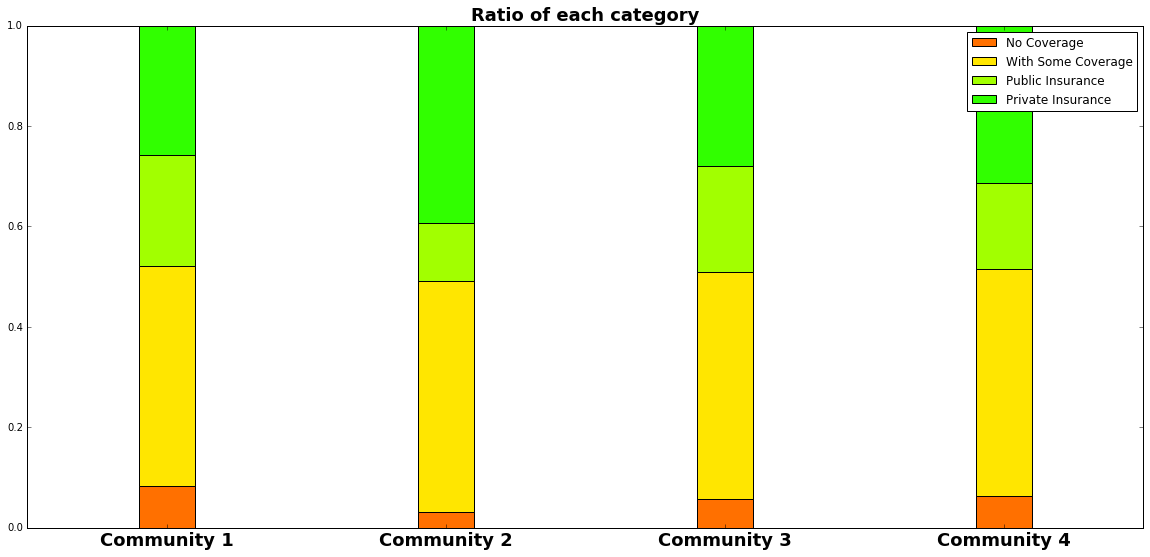 Ratio of each category
1.0
0.8
0.6
0.4
0.2
0.0
No Coverage
With Some Coverage
Public Insurance
Private Insurance
Community 1
Community 2
Community 3
Community 4